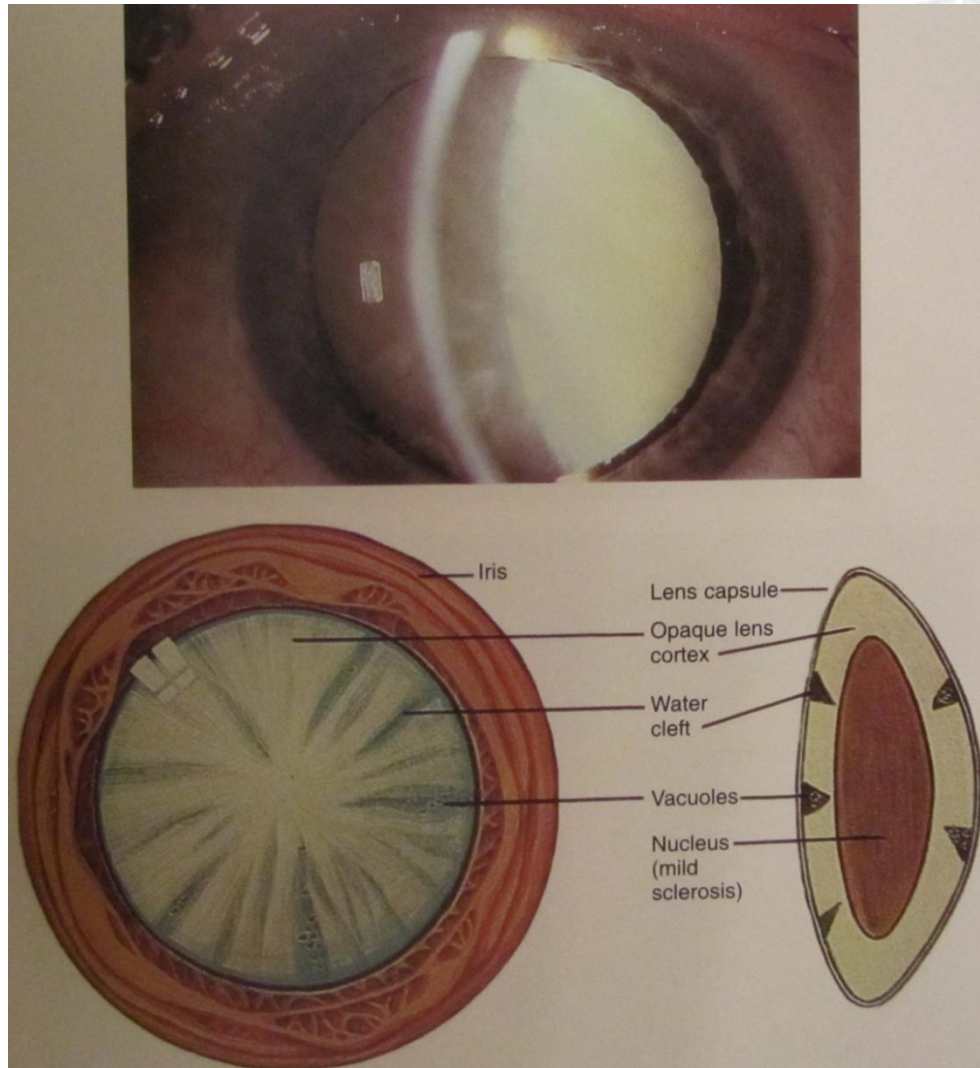 Iris
Lens capsule
Opaque lens
cortex
Water
cleft
Vacuoles
Nucleus
(mild
sclerosis)